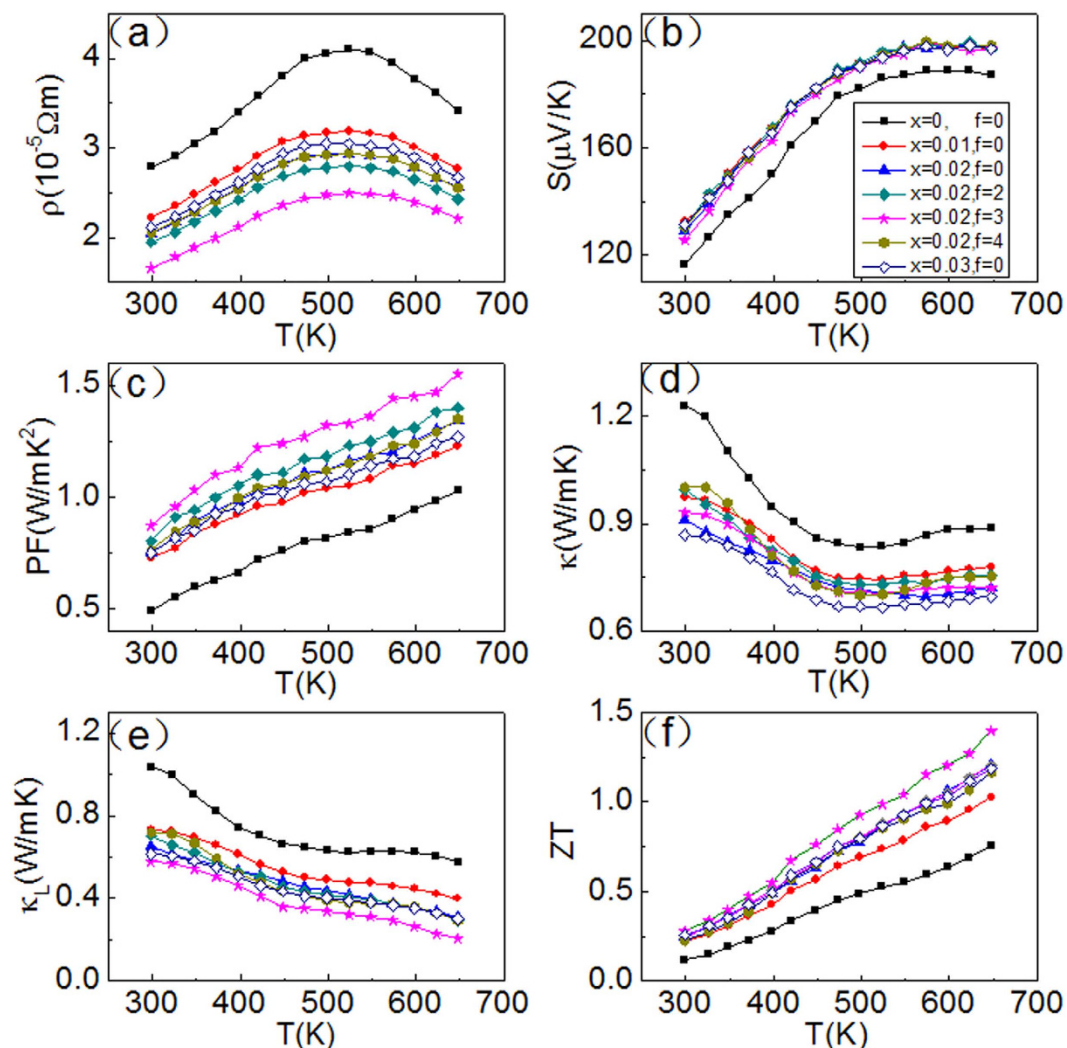 (a)
ρ(10⁻⁵Ωm)
4
3
2
300 400 500 600 700
T(K)
(b)
S(μV/K)
200
160
120
x=0, f=0
x=0.01,f=0
x=0.02,f=0
x=0.02,f=2
x=0.02,f=3
x=0.02,f=4
x=0.03,f=0
300 400 500 600 700
T(K)
(c)
PF(W/mK²)
1.5
1.0
0.5
300 400 500 600 700
T(K)
(d)
κ(W/mK)
1.2
0.9
0.6
300 400 500 600 700
T(K)
(e)
κ_L(W/mK)
1.2
0.8
0.4
0.0
300 400 500 600 700
T(K)
(f)
ZT
1.5
1.0
0.5
0.0
300 400 500 600 700
T(K)